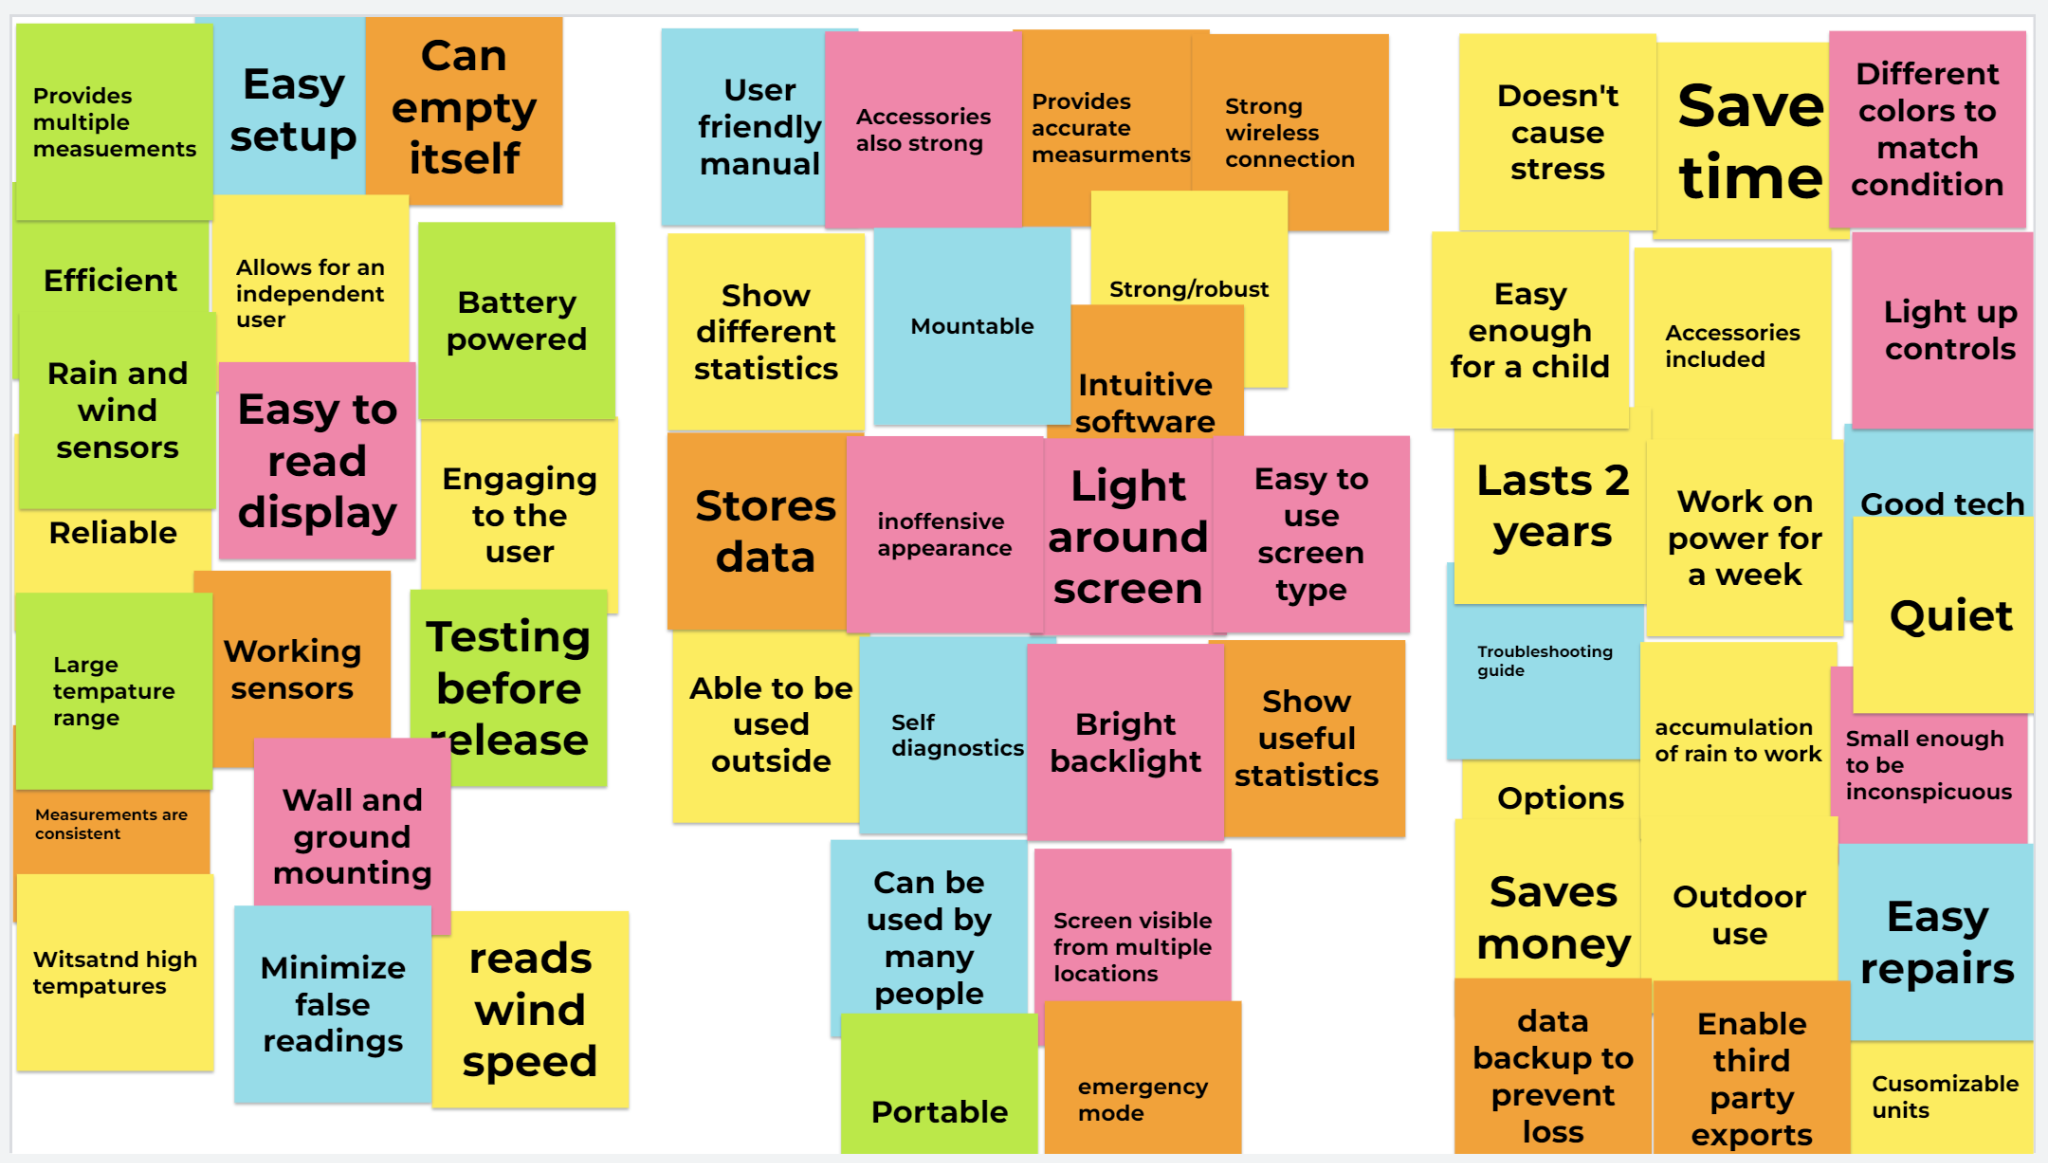 Provides
multiple
measuements
Easy
setup
Can
empty
itself
Efficient
Allows for an
independent
user
Battery
powered
Rain and
wind
sensors
Easy to
read
display
Engaging
to the
user
Reliable
Large
tempature
range
Working
sensors
Testing
before
release
Measurements are
consistent
Wall and
ground
mounting
Witsatnd high
tempatures
Minimize
false
readings
reads
wind
speed
User
friendly
manual
Accessories
also strong
Provides
accurate
measurments
Strong
wireless
connection
Show
different
statistics
Mountable
Strong/robust
Intuitive
software
Stores
data
inoffensive
appearance
Light
around
screen
Easy to
use
screen
type
Able to be
used
outside
Self
diagnostics
Bright
backlight
Show
useful
statistics
Can be
used by
many
people
Screen visible
from multiple
locations
Portable
emergency
mode
Doesn't
cause
stress
Save
time
Different
colors to
match
condition
Easy
enough
for a child
Accessories
included
Light up
controls
Lasts 2
years
Work on
power for
a week
Good tech
Quiet
Troubleshooting
guide
accumulation
of rain to work
Small enough
to be
inconspicuous
Options
Saves
money
Outdoor
use
Easy
repairs
data
backup to
prevent
loss
Enable
third
party
exports
Cusomizable
units